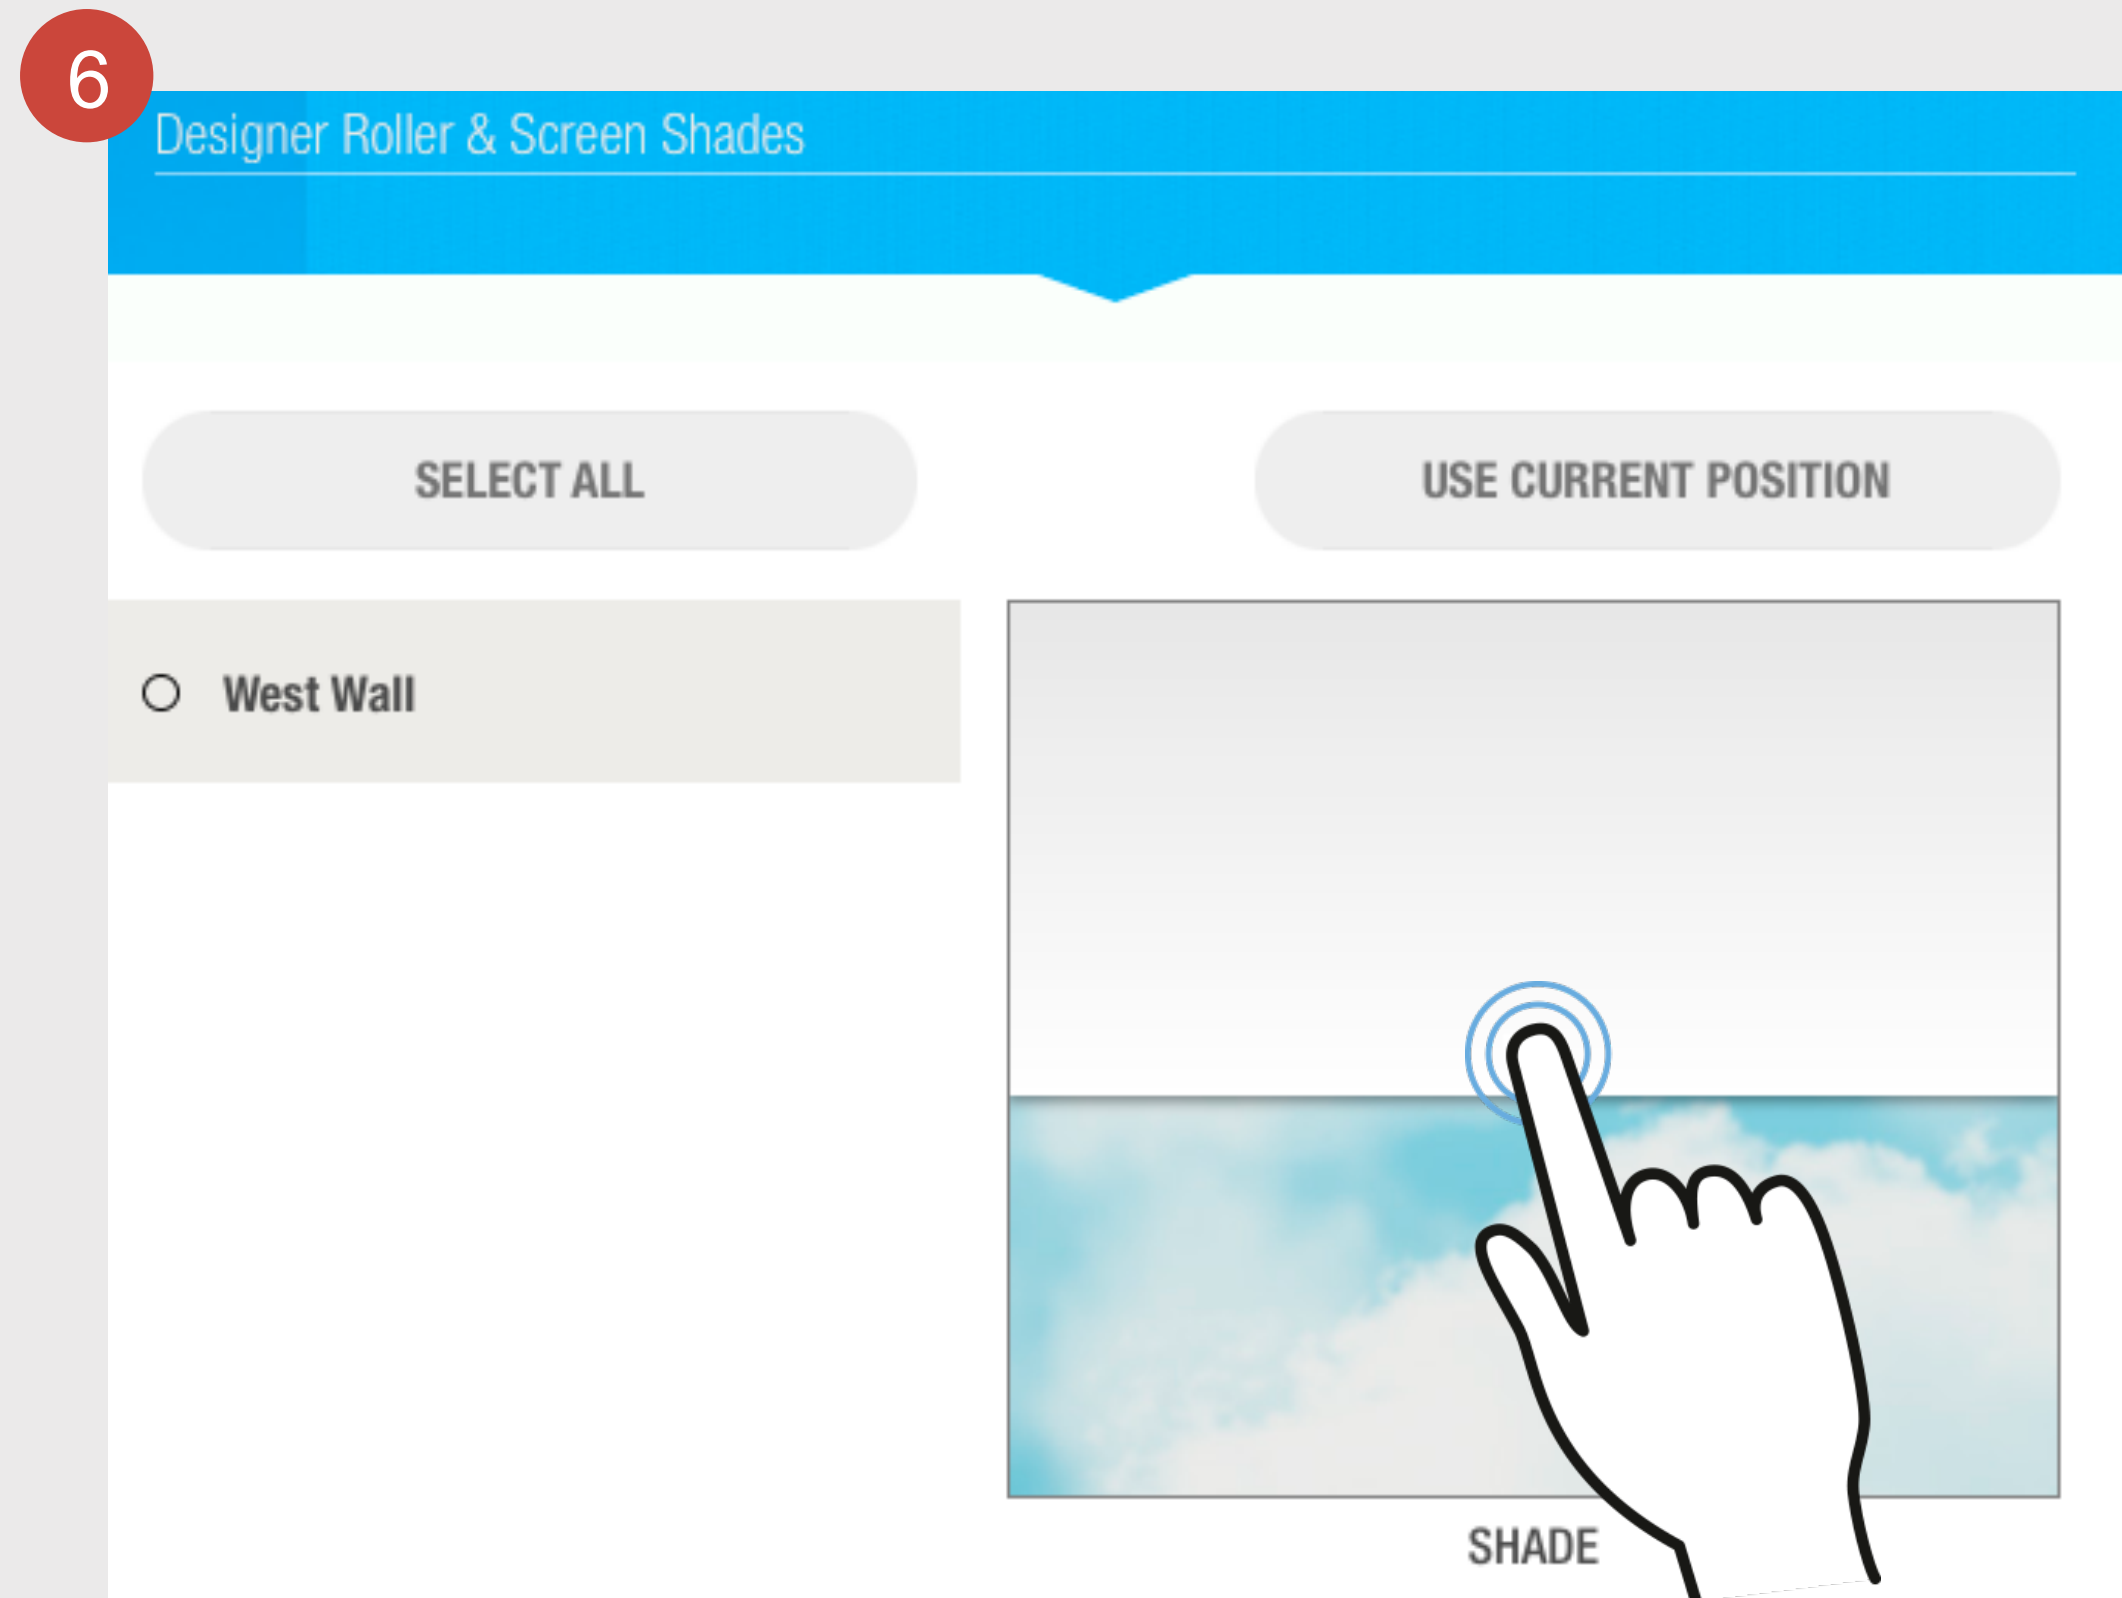 6
Designer Roller & Screen Shades
SELECT ALL
USE CURRENT POSITION
West Wall
SHADE